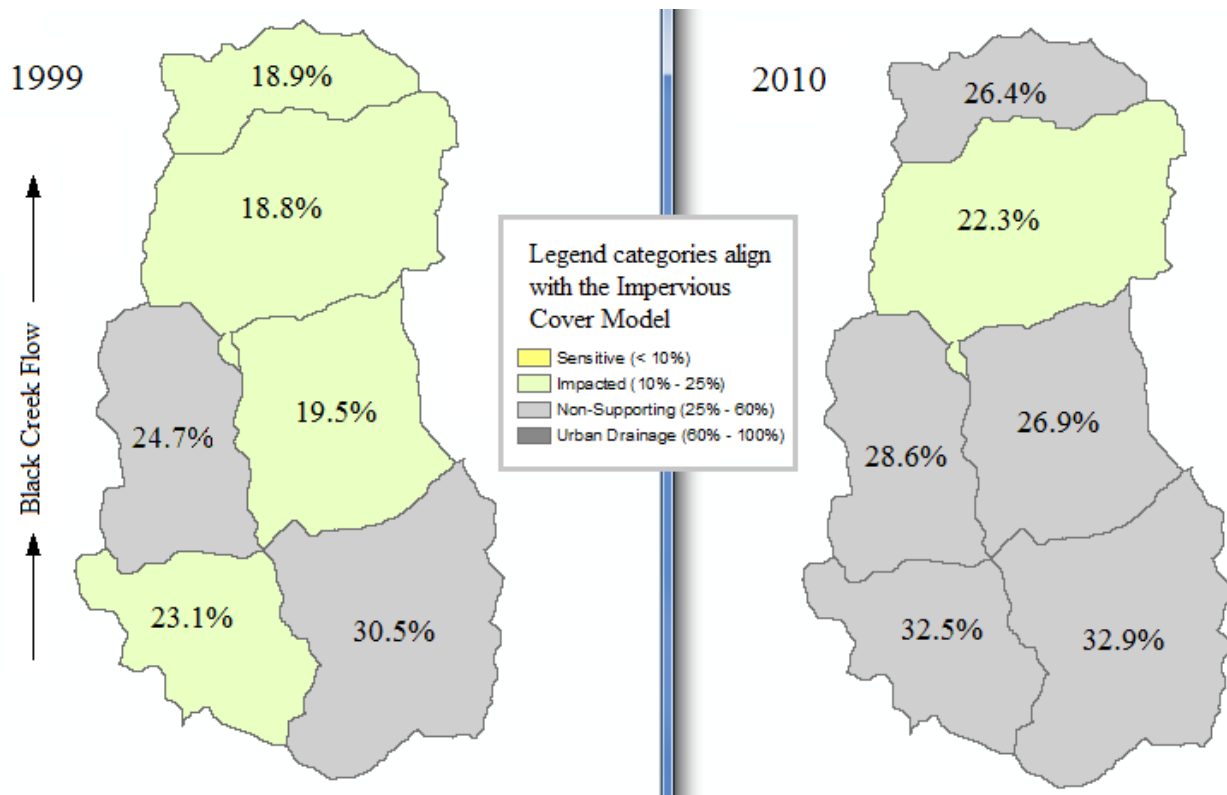 1999
18.9%
18.8%
24.7%
19.5%
23.1%
30.5%
Black Creek Flow
Legend categories align
with the Impervious
Cover Model
Sensitive (< 10%)
Impacted (10% - 25%)
Non-Supporting (25% - 60%)
Urban Drainage (60% - 100%)
2010
26.4%
22.3%
28.6%
26.9%
32.5%
32.9%